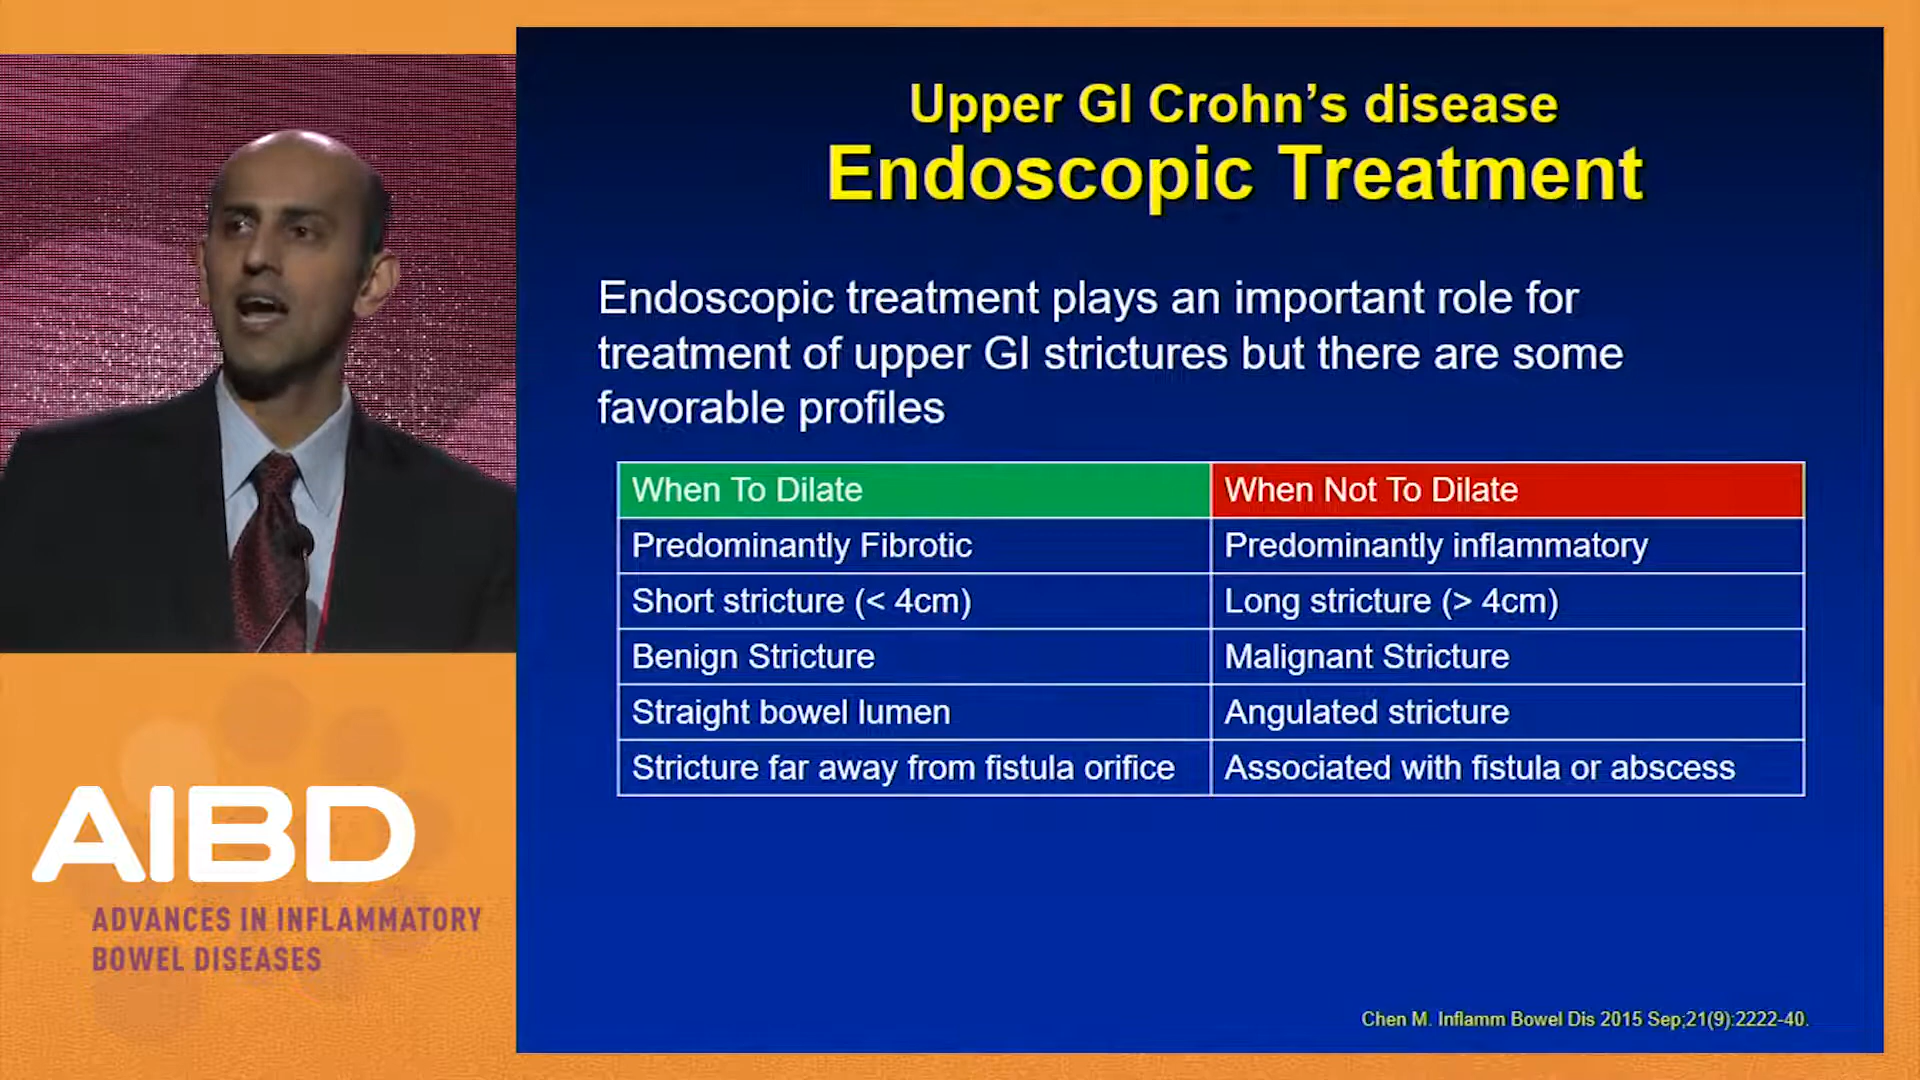 Upper GI Crohn’s disease
Endoscopic Treatment
Endoscopic treatment plays an important role for
treatment of upper GI strictures but there are some
favorable profiles
When To Dilate
When Not To Dilate
Predominantly Fibrotic
Predominantly inflammatory
Short stricture (< 4cm)
Long stricture (> 4cm)
Benign Stricture
Malignant Stricture
Straight bowel lumen
Angulated stricture
Stricture far away from fistula orifice
Associated with fistula or abscess
Chen M. Inflamm Bowel Dis 2015 Sep;21(9):2222-40.
AIBD
ADVANCES IN INFLAMMATORY
BOWEL DISEASES